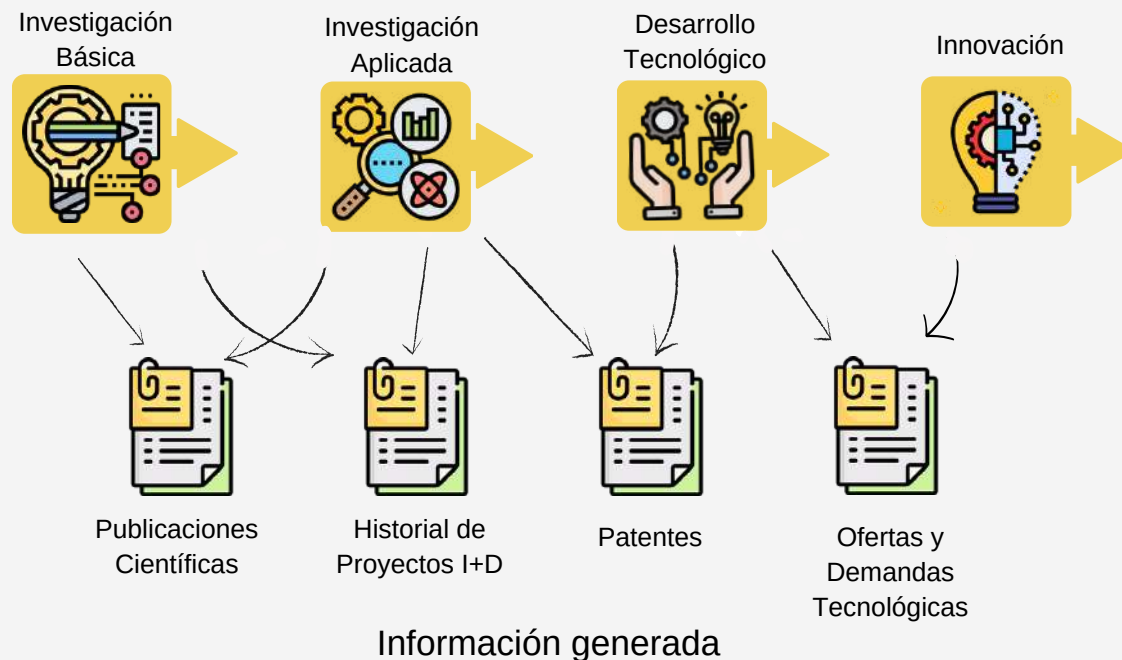 Investigación
Básica
Investigación
Aplicada
Desarrollo
Tecnológico
Innovación
Publicaciones
Científicas
Historial de
Proyectos I+D
Patentes
Ofertas y
Demandas
Tecnológicas
Información generada